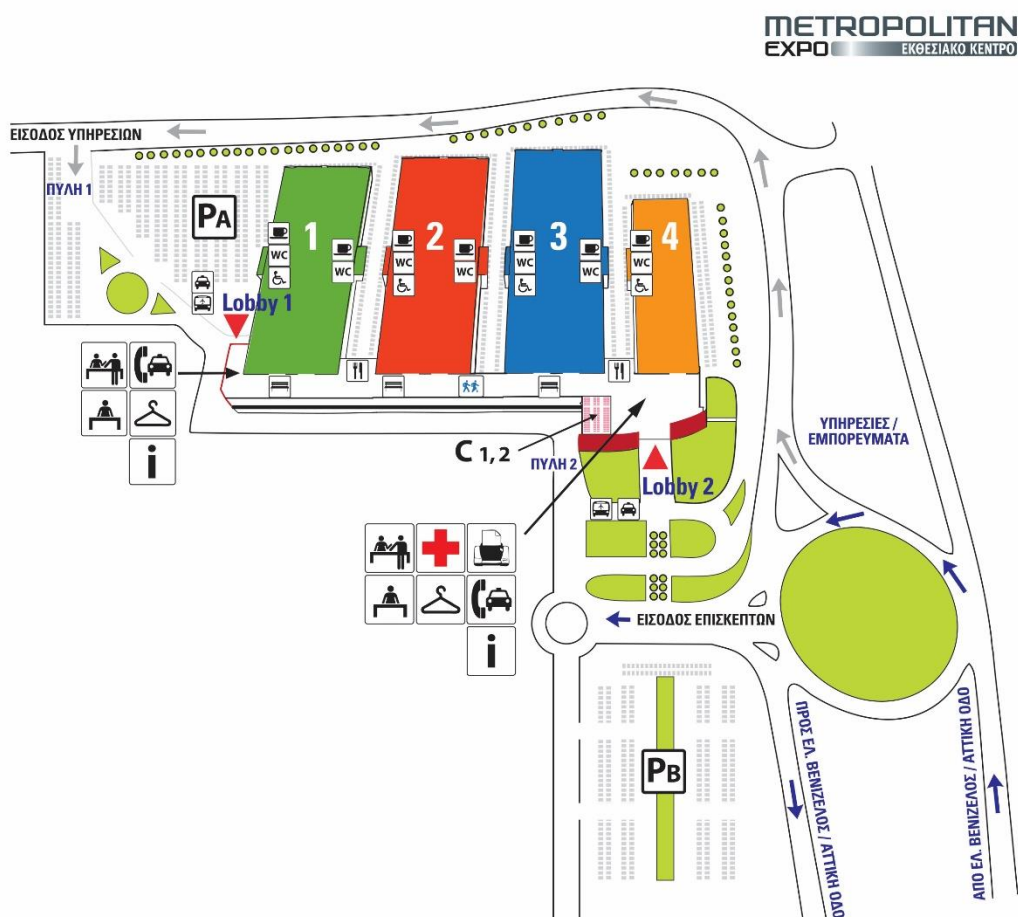 METROPOLITAN
EXPO ΕΚΘΕΣΙΑΚΟ ΚΕΝΤΡΟ
ΕΙΣΟΔΟΣ ΥΠΗΡΕΣΙΩΝ
ΠΥΛΗ 1
PA
1
2
3
4
WC
WC
WC
WC
WC
WC
WC
Lobby 1
i
C 1, 2
ΠΥΛΗ 2
Lobby 2
ΥΠΗΡΕΣΙΕΣ /
ΕΜΠΟΡΕΥΜΑΤΑ
i
ΕΙΣΟΔΟΣ ΕΠΙΣΚΕΠΤΩΝ
PB
ΠΡΟΣ ΕΛ. ΒΕΝΙΖΕΛΟΣ / ΑΤΤΙΚΗ ΟΔΟ
ΑΠΟ ΕΛ. ΒΕΝΙΖΕΛΟΣ / ΑΤΤΙΚΗ ΟΔΟ